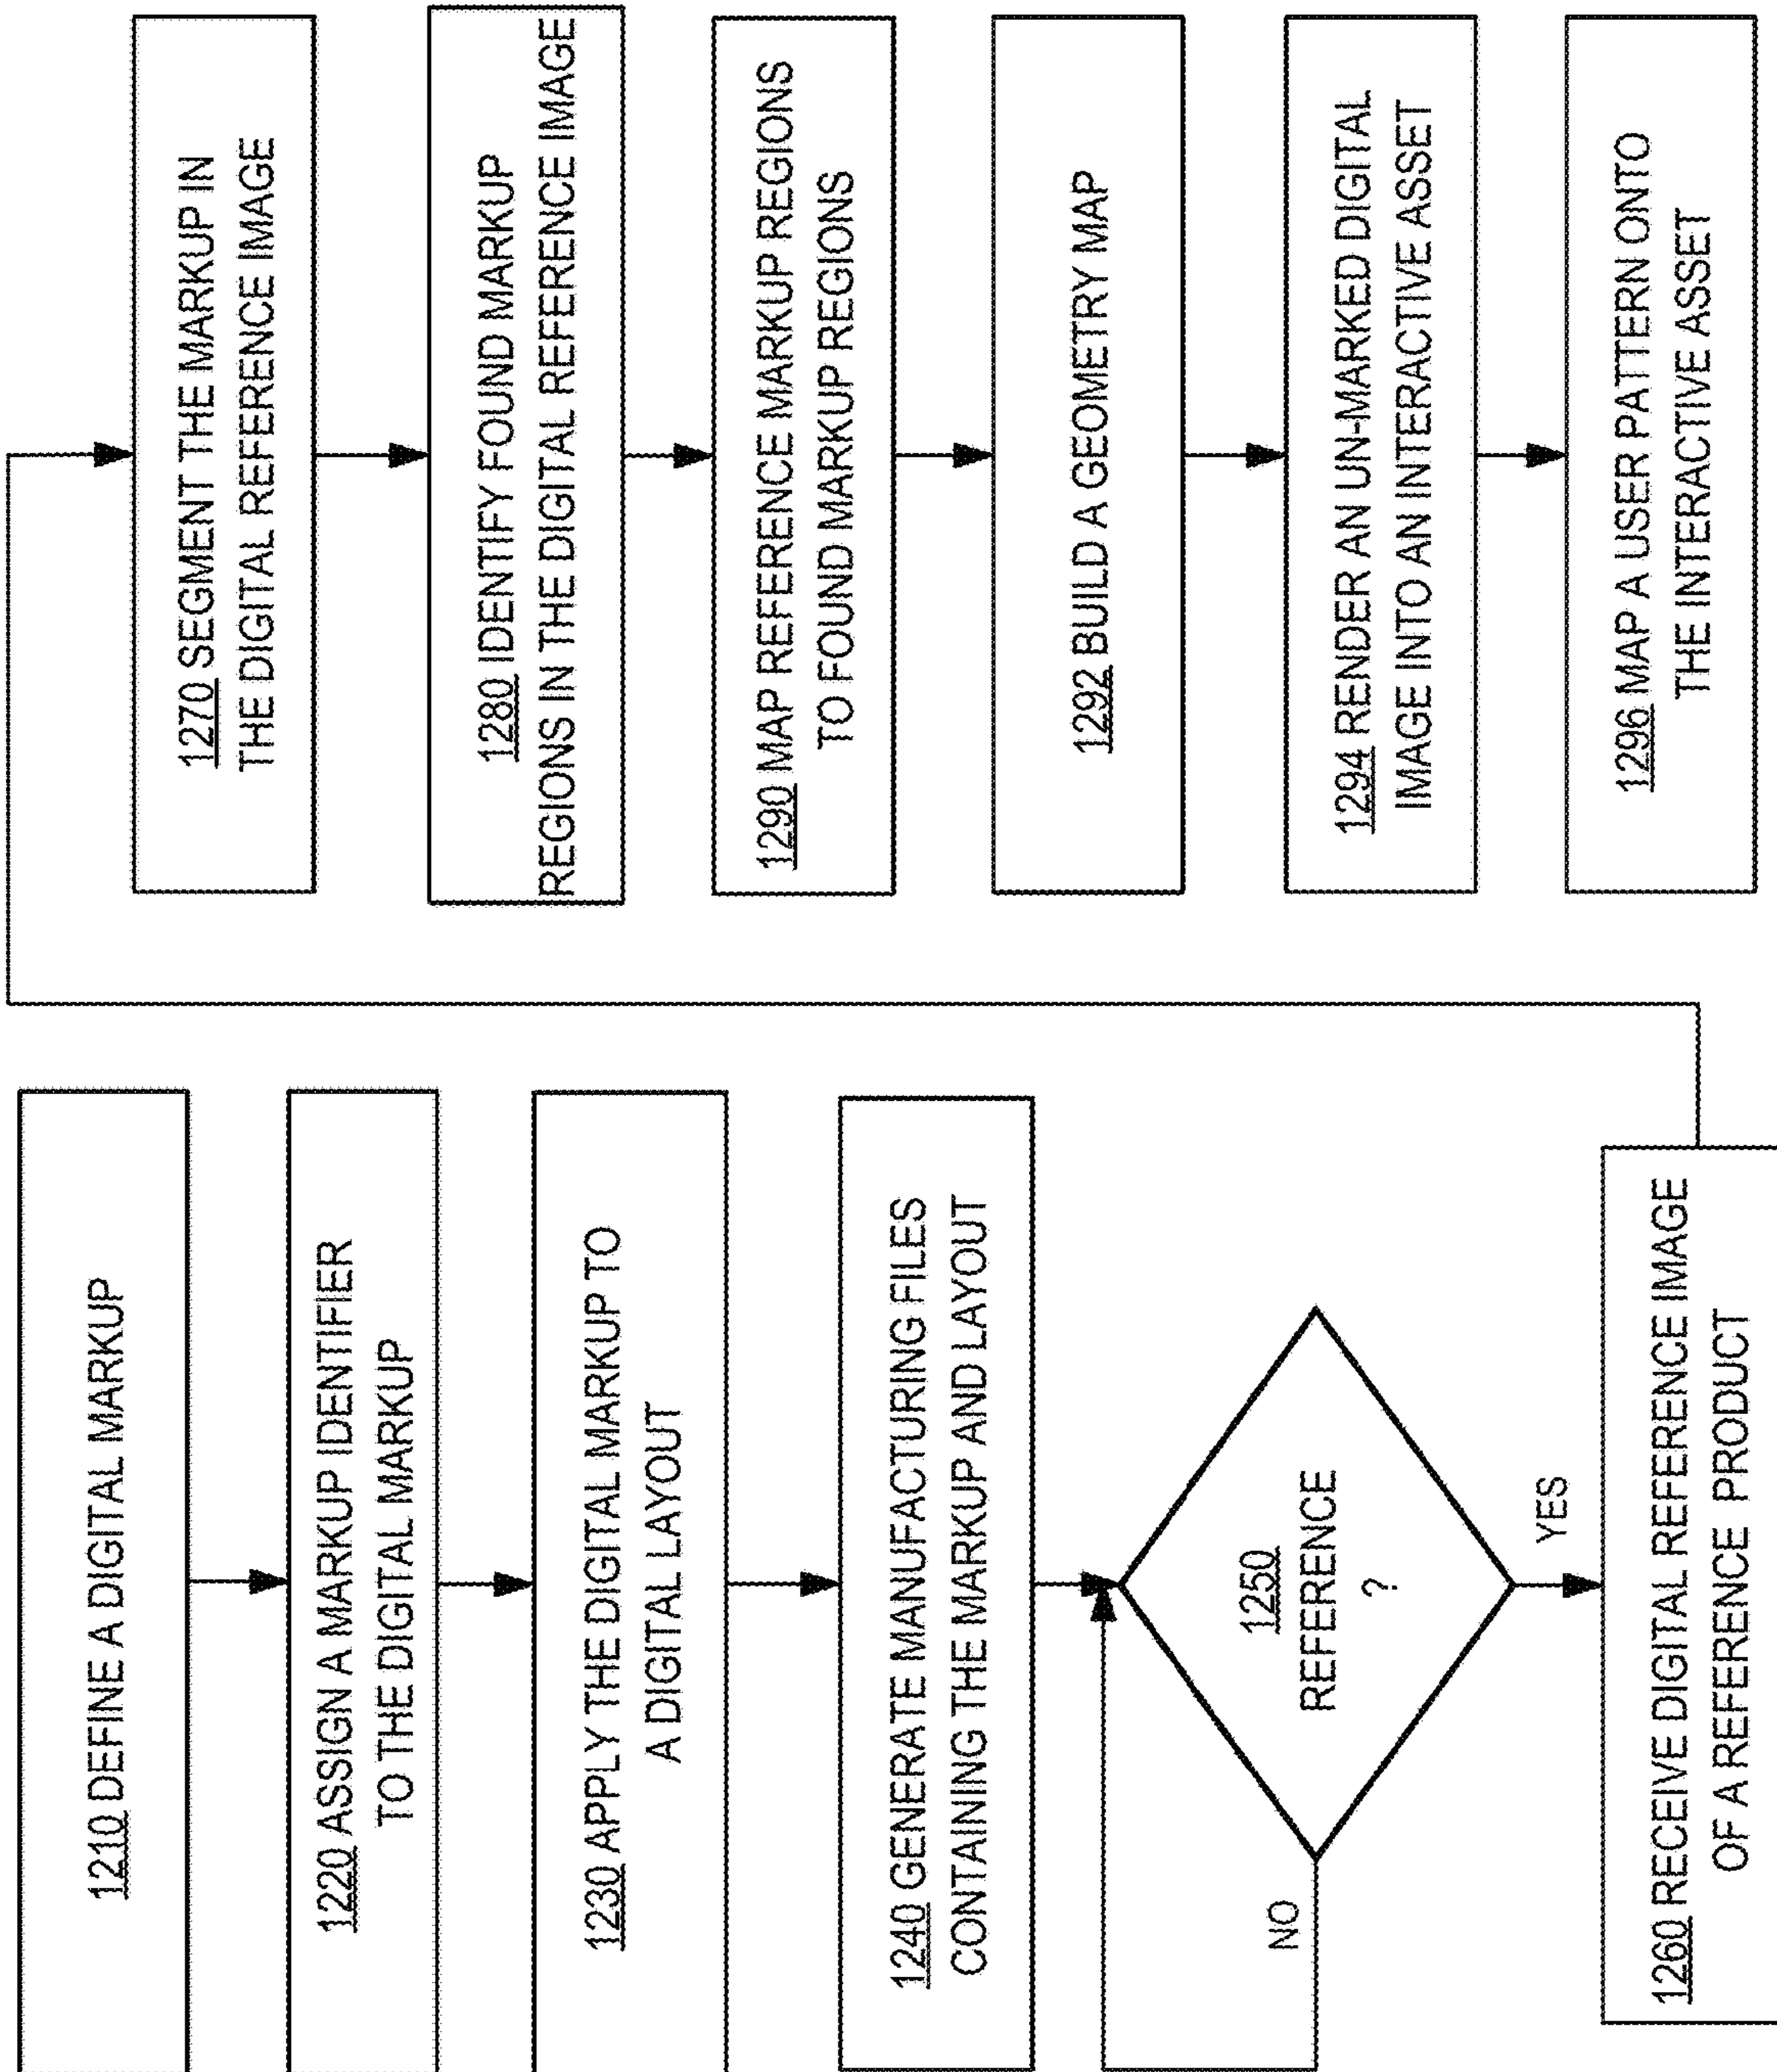 1210 DEFINE A DIGITAL MARKUP
1220 ASSIGN A MARKUP IDENTIFIER
TO THE DIGITAL MARKUP
1230 APPLY THE DIGITAL MARKUP TO
A DIGITAL LAYOUT
1240 GENERATE MANUFACTURING FILES
CONTAINING THE MARKUP AND LAYOUT
1250
REFERENCE
?
NO
YES
1260 RECEIVE DIGITAL REFERENCE IMAGE
OF A REFERENCE PRODUCT
1270 SEGMENT THE MARKUP IN
THE DIGITAL REFERENCE IMAGE
1280 IDENTIFY FOUND MARKUP
REGIONS IN THE DIGITAL REFERENCE IMAGE
1290 MAP REFERENCE MARKUP REGIONS
TO FOUND MARKUP REGIONS
1292 BUILD A GEOMETRY MAP
1294 RENDER AN UN-MARKED DIGITAL
IMAGE INTO AN INTERACTIVE ASSET
1296 MAP A USER PATTERN ONTO
THE INTERACTIVE ASSET